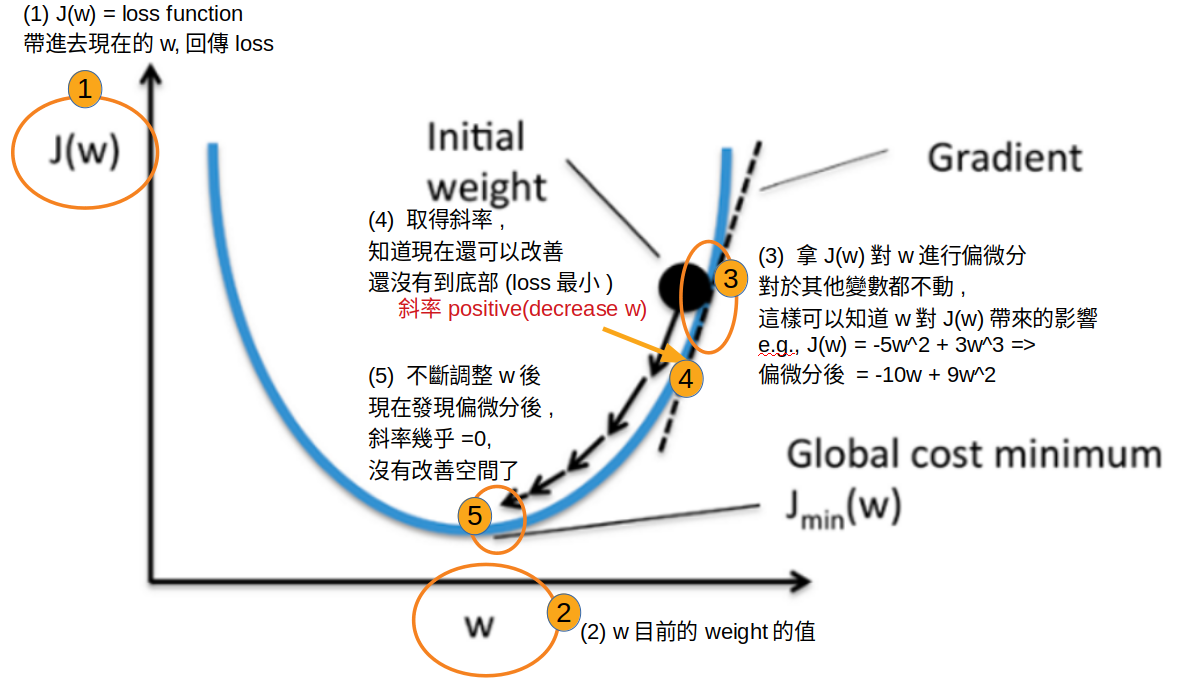 (1) J(w) = loss function
帶進去現在的 w, 回傳 loss
1
J(w)
Initial
weight
Gradient
(4) 取得斜率 ,
知道現在還可以改善
還沒有到底部 (loss 最小 )
斜率 positive(decrease w)
3
(3) 拿 J(w) 對 w 進行偏微分
對於其他變數都不動 ,
這樣可以知道 w 對 J(w) 帶來的影響
e.g., J(w) = -5w^2 + 3w^3 =>
偏微分後 = -10w + 9w^2
4
(5) 不斷調整 w 後
現在發現偏微分後 ,
斜率幾乎 =0,
沒有改善空間了
Global cost minimum
Jmin(w)
5
w
2
(2) w 目前的 weight 的值